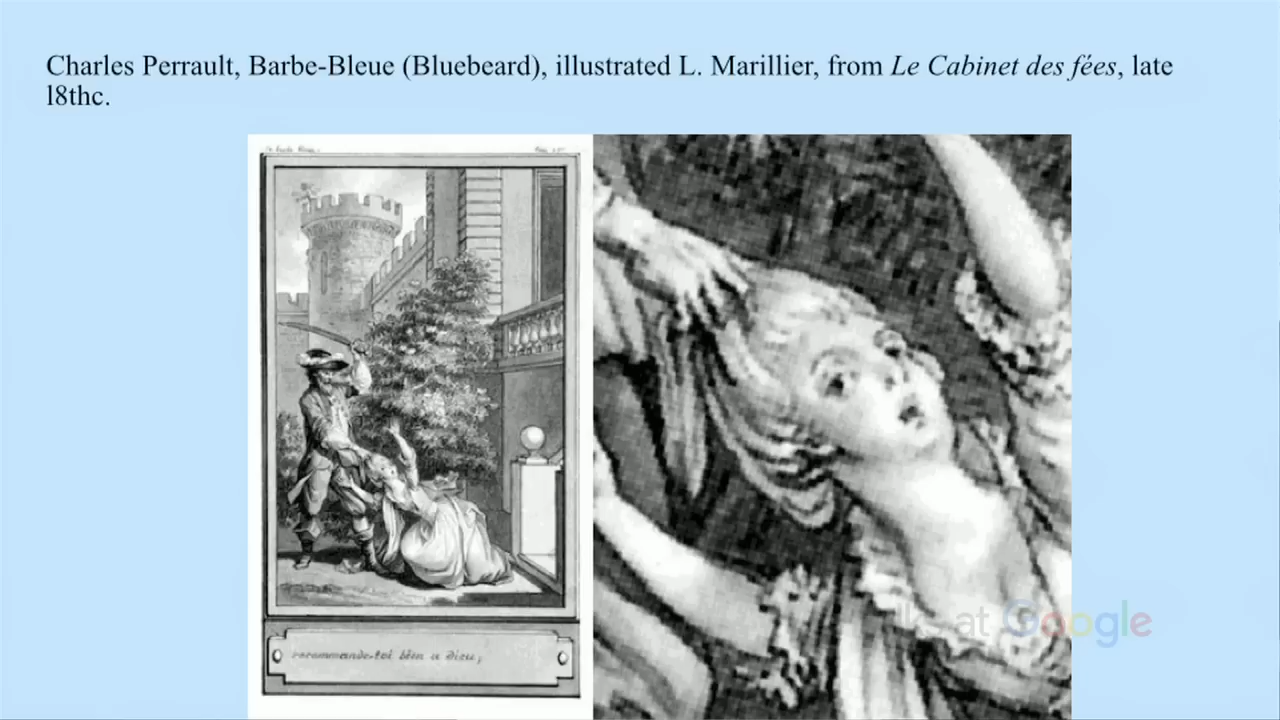 Charles Perrault, Barbe-Bleue (Bluebeard), illustrated L. Marillier, from Le Cabinet des fées, late
l8thc.
recommande-toi bien a dieu;
at Google